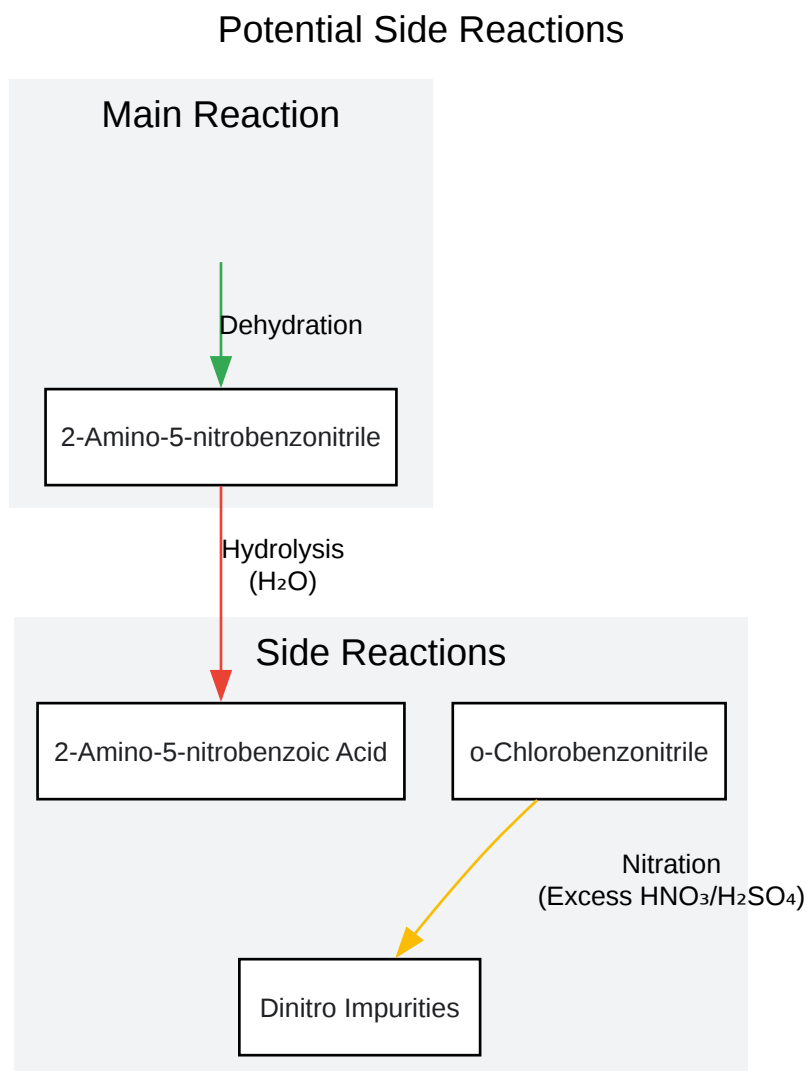 Potential Side Reactions
Main Reaction
Dehydration
2-Amino-5-nitrobenzonitrile
Hydrolysis
(H₂O)
Side Reactions
2-Amino-5-nitrobenzoic Acid
o-Chlorobenzonitrile
Nitration
(Excess HNO₃/H₂SO₄)
Dinitro Impurities